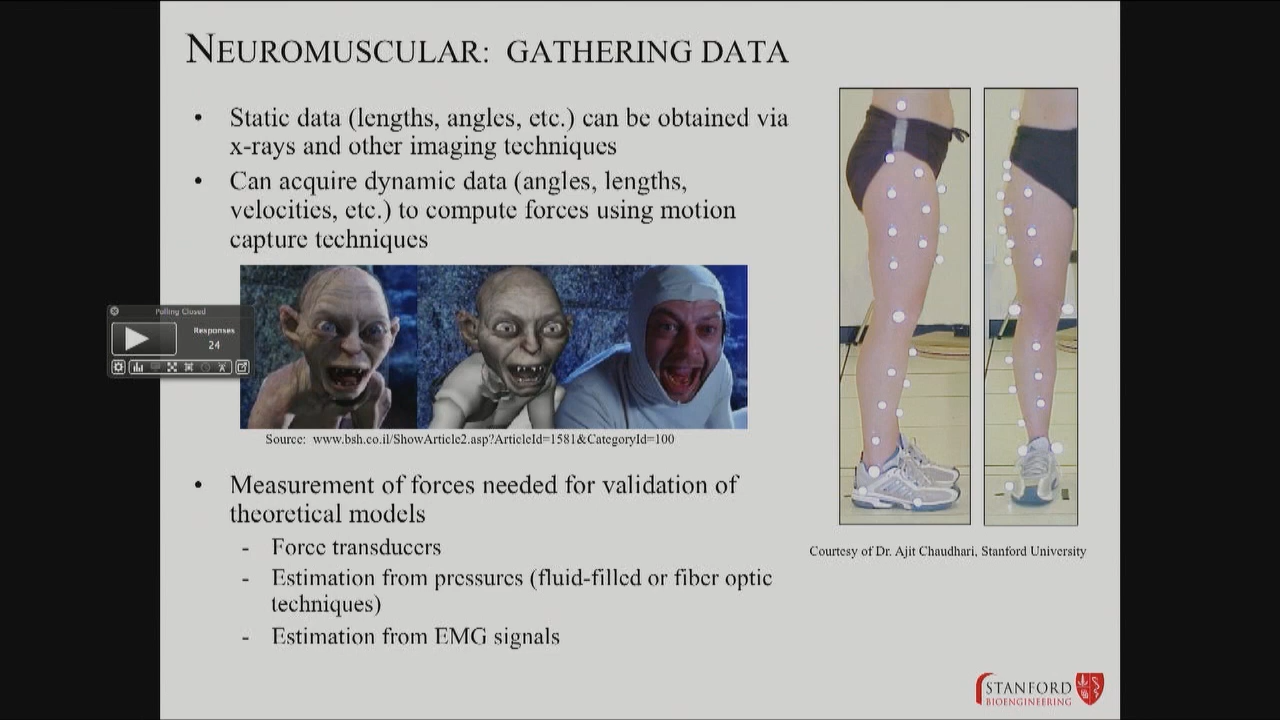 NEUROMUSCULAR: GATHERING DATA
• Static data (lengths, angles, etc.) can be obtained via
x-rays and other imaging techniques
• Can acquire dynamic data (angles, lengths,
velocities, etc.) to compute forces using motion
capture techniques
Polling Closed
Responses
24
Source: www.bsh.co.il/ShowArticle2.asp?ArticleId=1581&CategoryId=100
• Measurement of forces needed for validation of
theoretical models
- Force transducers
- Estimation from pressures (fluid-filled or fiber optic
techniques)
- Estimation from EMG signals
Courtesy of Dr. Ajit Chaudhari, Stanford University
STANFORD
BIOENGINEERING